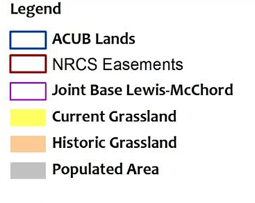 Legend
ACUB Lands
NRCS Easements
Joint Base Lewis-McChord
Current Grassland
Historic Grassland
Populated Area